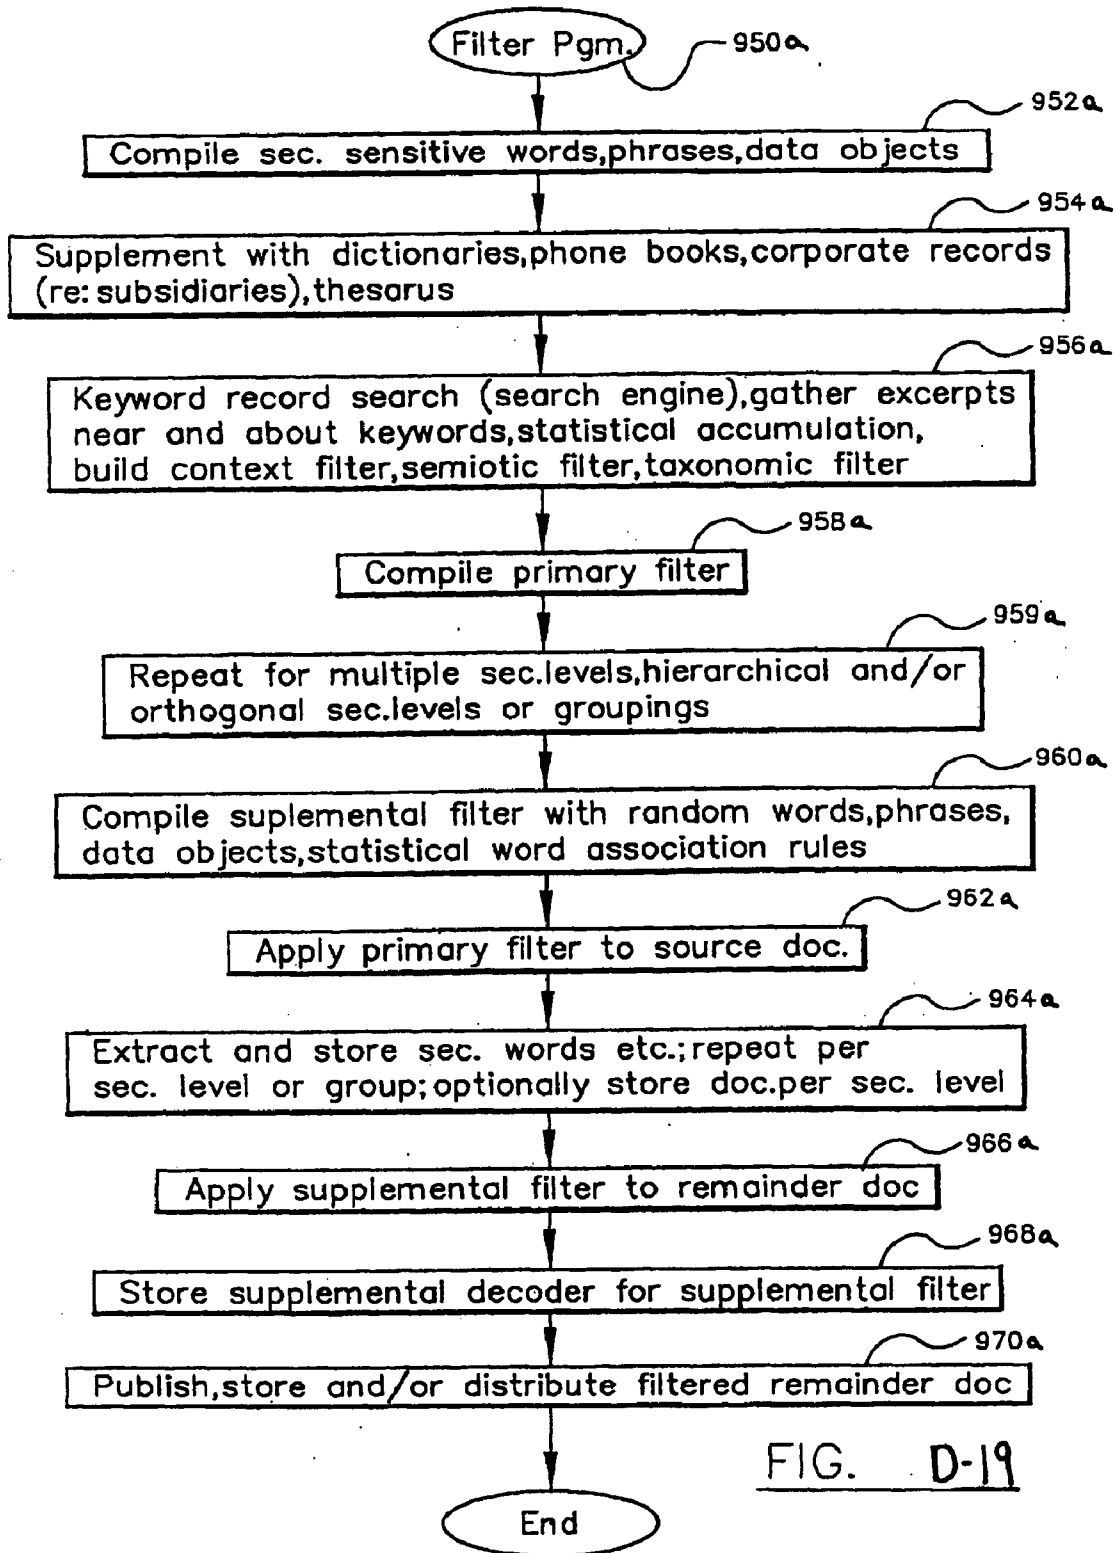 Filter Pgm.
950a
952a
Compile sec. sensitive words,phrases,data objects
954a
Supplement with dictionaries,phone books,corporate records
(re:subsidiaries),thesarus
956a
Keyword record search (search engine),gather excerpts
near and about keywords,statistical accumulation,
build context filter,semiotic filter,taxonomic filter
958a
Compile primary filter
959a
Repeat for multiple sec.levels,hierarchical and/or
orthogonal sec.levels or groupings
960a
Compile suplemental filter with random words,phrases,
data objects,statistical word association rules
962a
Apply primary filter to source doc.
964a
Extract and store sec. words etc.;repeat per
sec. level or group;optionally store doc.per sec. level
966a
Apply supplemental filter to remainder doc
968a
Store supplemental decoder for supplemental filter
970a
Publish,store and/or distribute filtered remainder doc
FIG. D-19
End